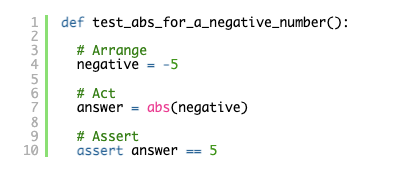 1 def test_abs_for_a_negative_number():
2
3 # Arrange
4 negative = -5
5
6 # Act
7 answer = abs(negative)
8
9 # Assert
10 assert answer == 5